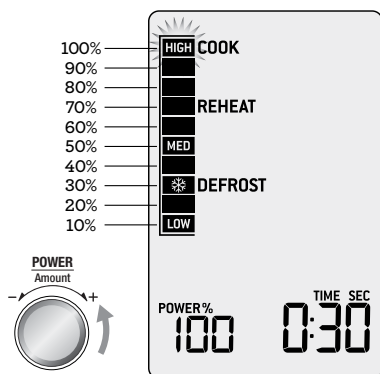 100% HIGH COOK
90%
80%
70% REHEAT
60%
50% MED
40%
30% DEFROST
20%
10% LOW
POWER
Amount
- +
POWER% TIME SEC
100 0:30